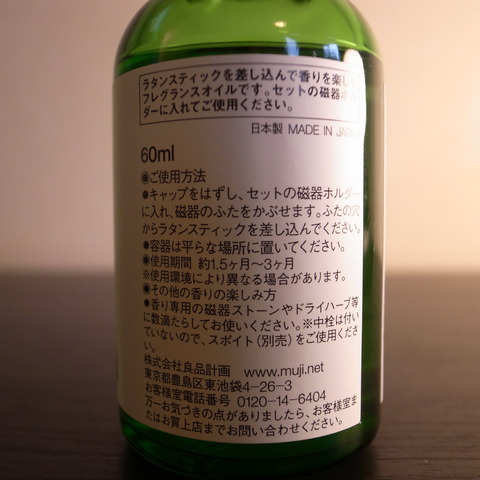 ラタンスティックを差し込んで香りを楽し
フレグランスオイルです。セットの磁器ホル
ダーに入れてご使用ください。
日本製 MADE IN JAPAN
60ml
◉ご使用方法
●キャップをはずし、セットの磁器ホルダー
に入れ、磁器のふたをかぶせます。ふたの穴
からラタンスティックを差し込んでください。
●容器は平らな場所に置いてください。
◉使用期間 約1.5ヶ月〜3ヶ月
※使用環境により異なる場合があります。
◉その他の香りの楽しみ方
●香り専用の磁器ストーンやドライハーブ等
に数滴たらしてお使いください。※中栓は付い
ていないので、スポイト(別売)をご使用くださ
い。
株式会社良品計画 www.muji.net
東京都豊島区東池袋4-26-3
お客様室電話番号 0120-14-6404
万一お気づきの点がありましたら、お客様室ま
たはお買上店までお問い合わせください。